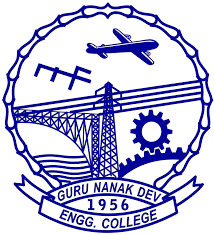 GURU NANAK DEV
1956
ENGG. COLLEGE